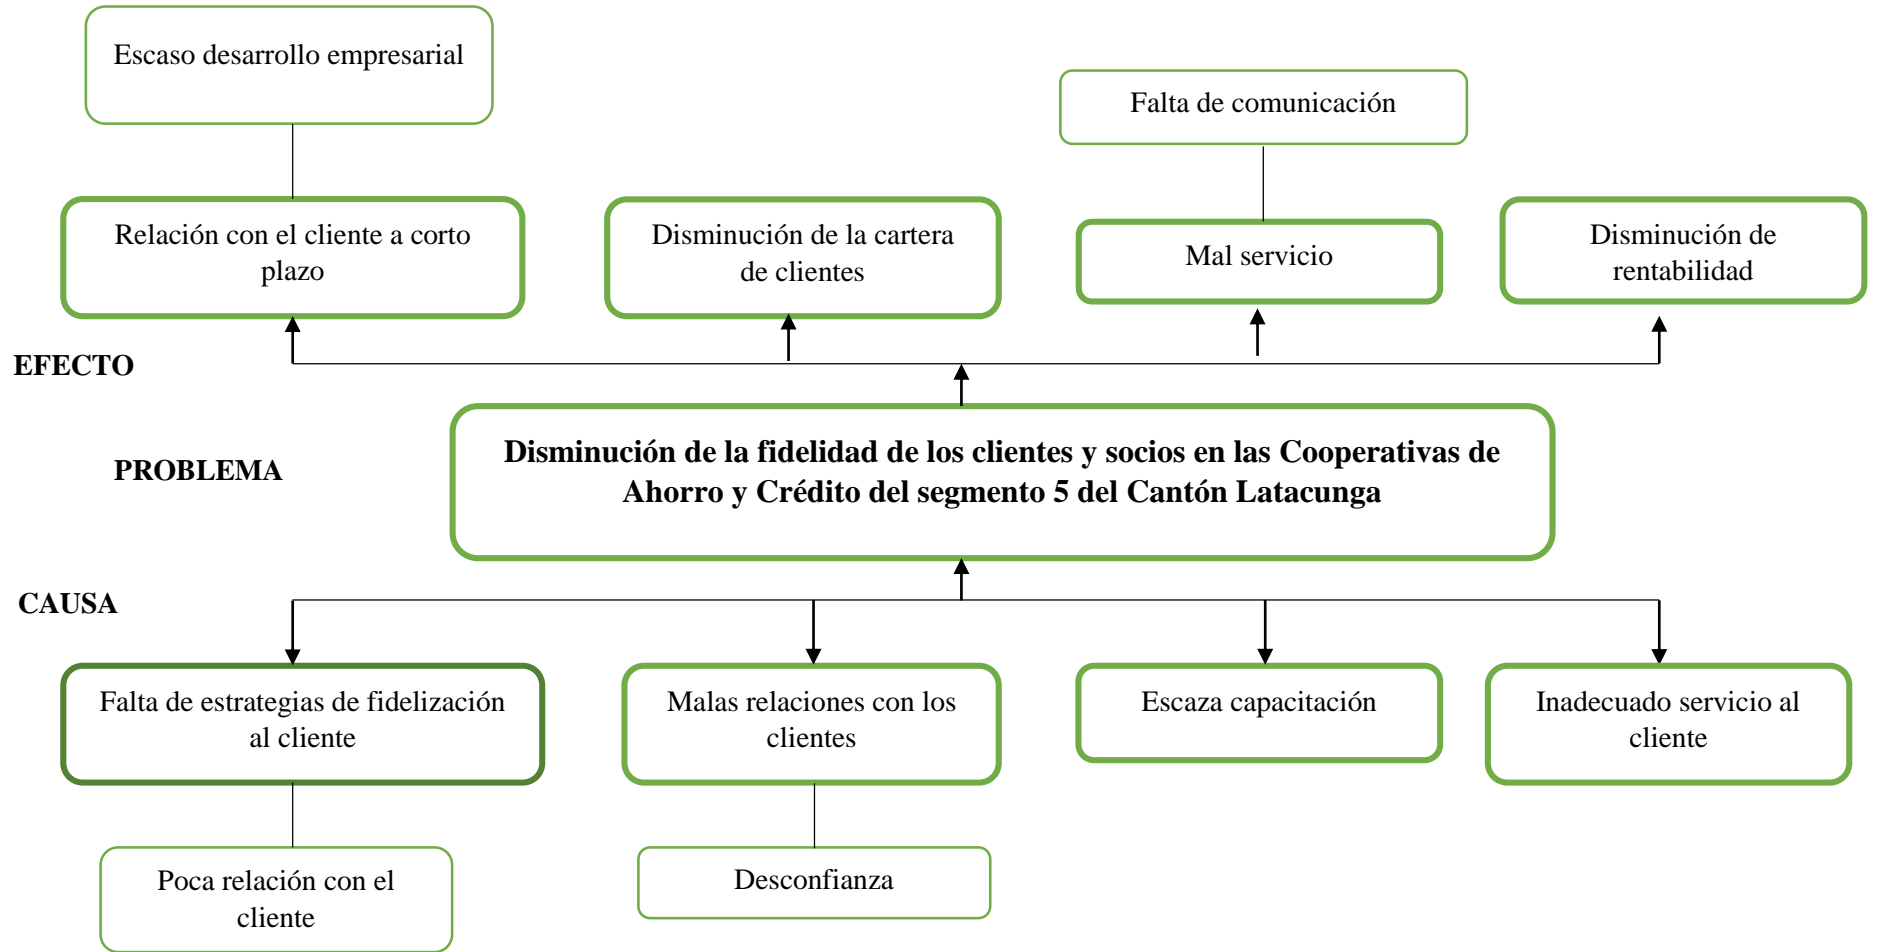 Escaso desarrollo empresarial
Falta de comunicación
Relación con el cliente a corto
plazo
Disminución de la cartera
de clientes
Mal servicio
Disminución de
rentabilidad
EFECTO
PROBLEMA
Disminución de la fidelidad de los clientes y socios en las Cooperativas de
Ahorro y Crédito del segmento 5 del Cantón Latacunga
CAUSA
Falta de estrategias de fidelización
al cliente
Malas relaciones con los
clientes
Escaza capacitación
Inadecuado servicio al
cliente
Poca relación con el
cliente
Desconfianza